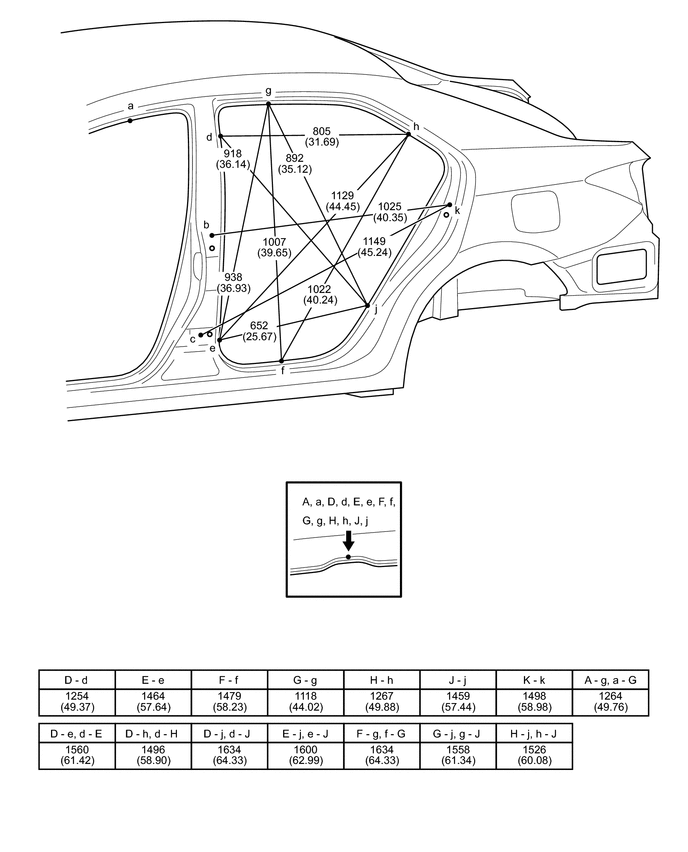 g
a
h
d
805
(31.69)
918
(36.14)
892
(35.12)
1129
(44.45)
1025
(40.35)
k
b
1007
(39.65)
1149
(45.24)
938
(36.93)
1022
(40.24)
j
652
(25.67)
c
e
f
A, a, D, d, E, e, F, f,
G, g, H, h, J, j
D - d E - e F - f G - g H - h J - j K - k A - g, a - G
1254 1464 1479 1118 1267 1459 1498 1264
(49.37) (57.64) (58.23) (44.02) (49.88) (57.44) (58.98) (49.76)
D - e, d - E D - h, d - H D - j, d - J E - j, e - J F - g, f - G G - j, g - J H - j, h - J
1560 1496 1634 1600 1634 1558 1526
(61.42) (58.90) (64.33) (62.99) (64.33) (61.34) (60.08)